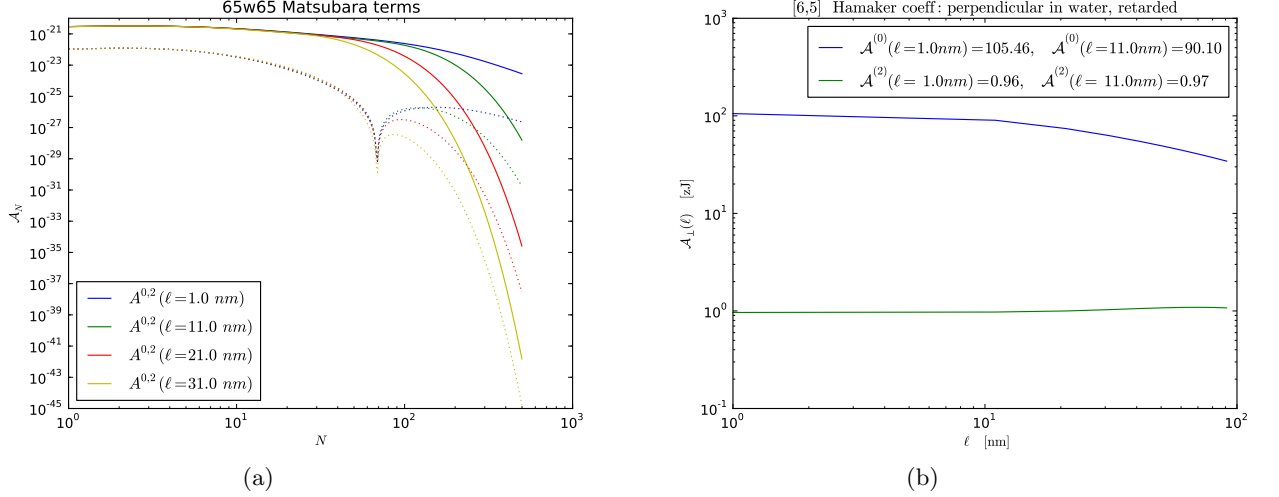 65w65 Matsubara terms
10^-21
10^-23
10^-25
10^-27
10^-29
10^-31
10^-33
10^-35
10^-37
10^-39
10^-41
10^-43
10^-45
𝒜_N
A^{0,2}(ℓ=1.0 nm)
A^{0,2}(ℓ=11.0 nm)
A^{0,2}(ℓ=21.0 nm)
A^{0,2}(ℓ=31.0 nm)
10^0 10^1 10^2 10^3
N
(a)
[6,5] Hamaker coeff: perpendicular in water, retarded
𝒜^(0)(ℓ=1.0nm)=105.46, 𝒜^(0)(ℓ=11.0nm)=90.10
𝒜^(2)(ℓ= 1.0nm)=0.96, 𝒜^(2)(ℓ= 11.0nm)=0.97
10^3
10^2
10^1
10^0
10^-1
𝒜_⊥(ℓ) [zJ]
10^0 10^1 10^2
ℓ [nm]
(b)